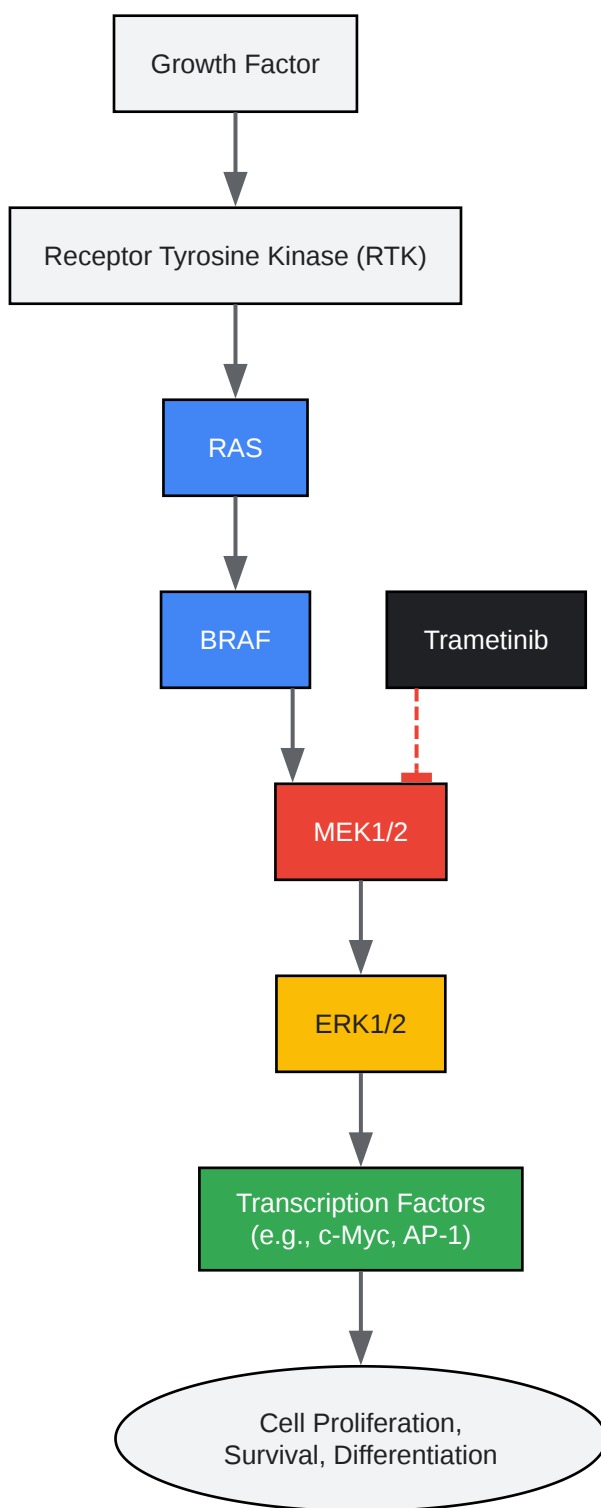 Growth Factor
Receptor Tyrosine Kinase (RTK)
RAS
BRAF
Trametinib
MEK1/2
ERK1/2
Transcription Factors
(e.g., c-Myc, AP-1)
Cell Proliferation,
Survival, Differentiation